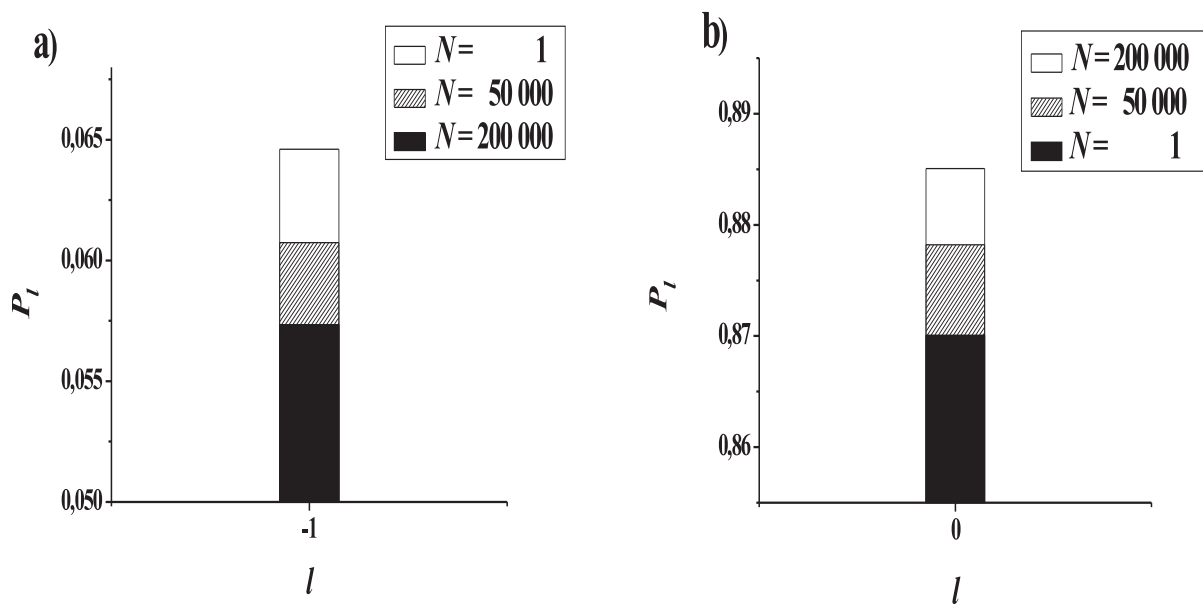 a)
N= 1
N= 50 000
N= 200 000
0,065
0,060
0,055
0,050
P_l
-1
l
b)
N= 200 000
N= 50 000
N= 1
0,89
0,88
0,87
0,86
P_l
0
l